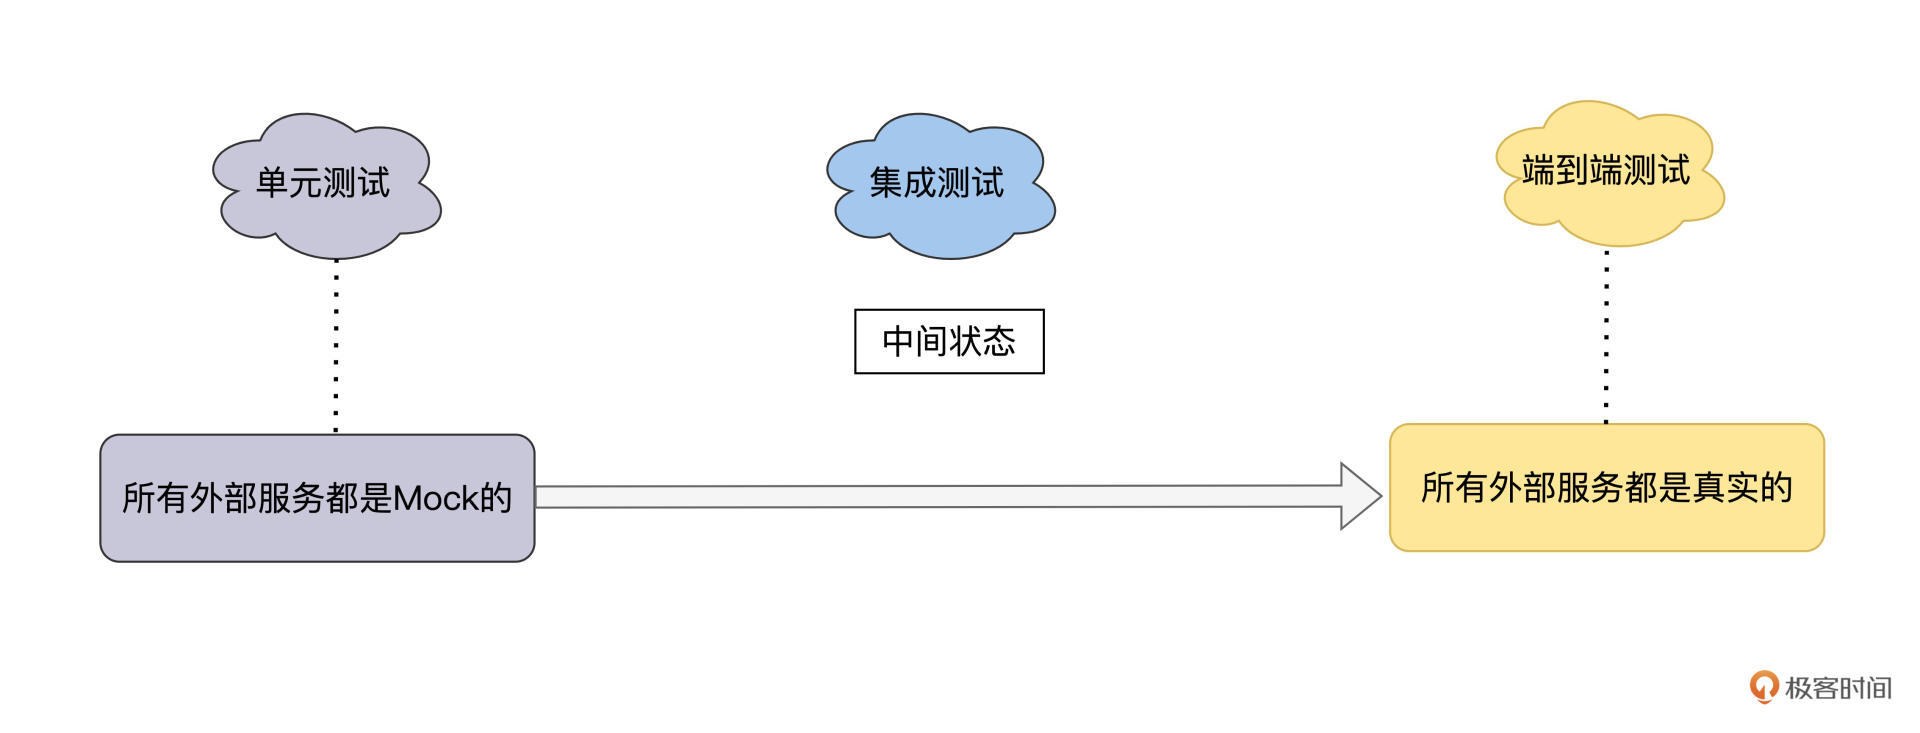 单元测试
集成测试
端到端测试
中间状态
所有外部服务都是Mock的
所有外部服务都是真实的
极客时间